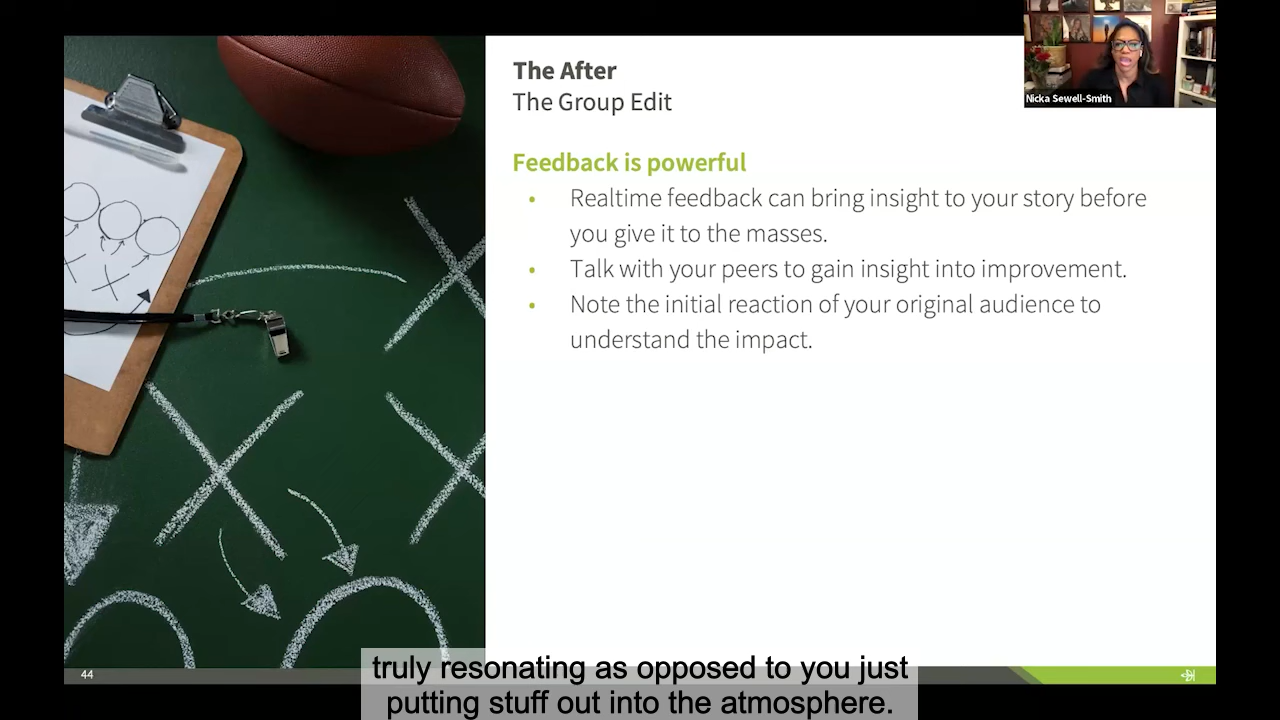 The After
The Group Edit
Nicka Sewell-Smith
Feedback is powerful
• Realtime feedback can bring insight to your story before
you give it to the masses.
• Talk with your peers to gain insight into improvement.
• Note the initial reaction of your original audience to
understand the impact.
44
truly resonating as opposed to you just
putting stuff out into the atmosphere.